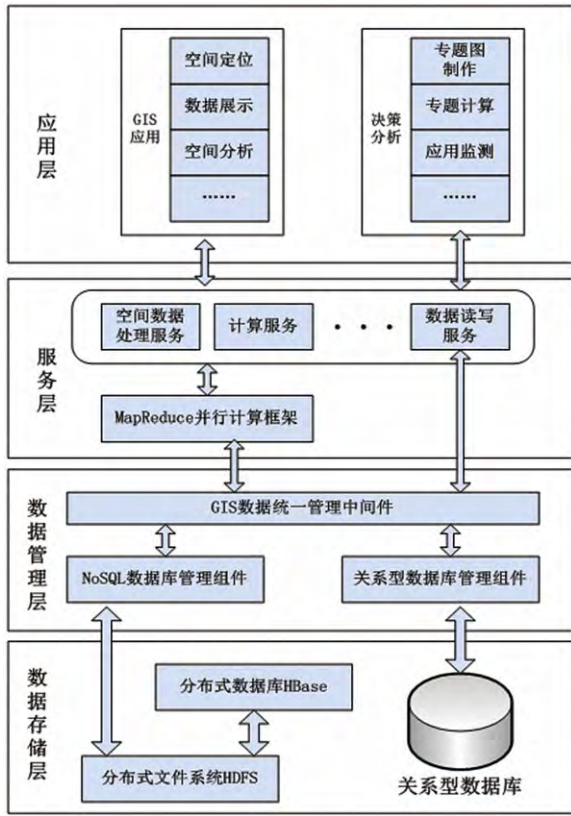 应用层
GIS
应用
空间定位
数据展示
空间分析
……
决策
分析
专题图
制作
专题计算
应用监测
……
服务层
空间数据
处理服务
计算服务
· · ·
数据读写
服务
MapReduce并行计算框架
数据管理层
GIS数据统一管理中间件
NoSQL数据库管理组件
关系型数据库管理组件
数据存储层
分布式数据库HBase
分布式文件系统HDFS
关系型数据库